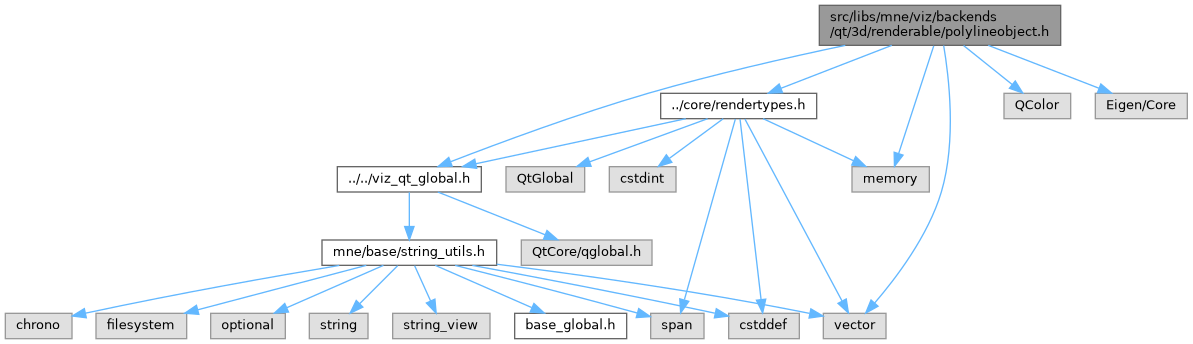 src/libs/mne/viz/backends
/qt/3d/renderable/polylineobject.h
../core/rendertypes.h
QColor
Eigen/Core
../../viz_qt_global.h
QtGlobal
cstdint
memory
mne/base/string_utils.h
QtCore/qglobal.h
chrono
filesystem
optional
string
string_view
base_global.h
span
cstddef
vector